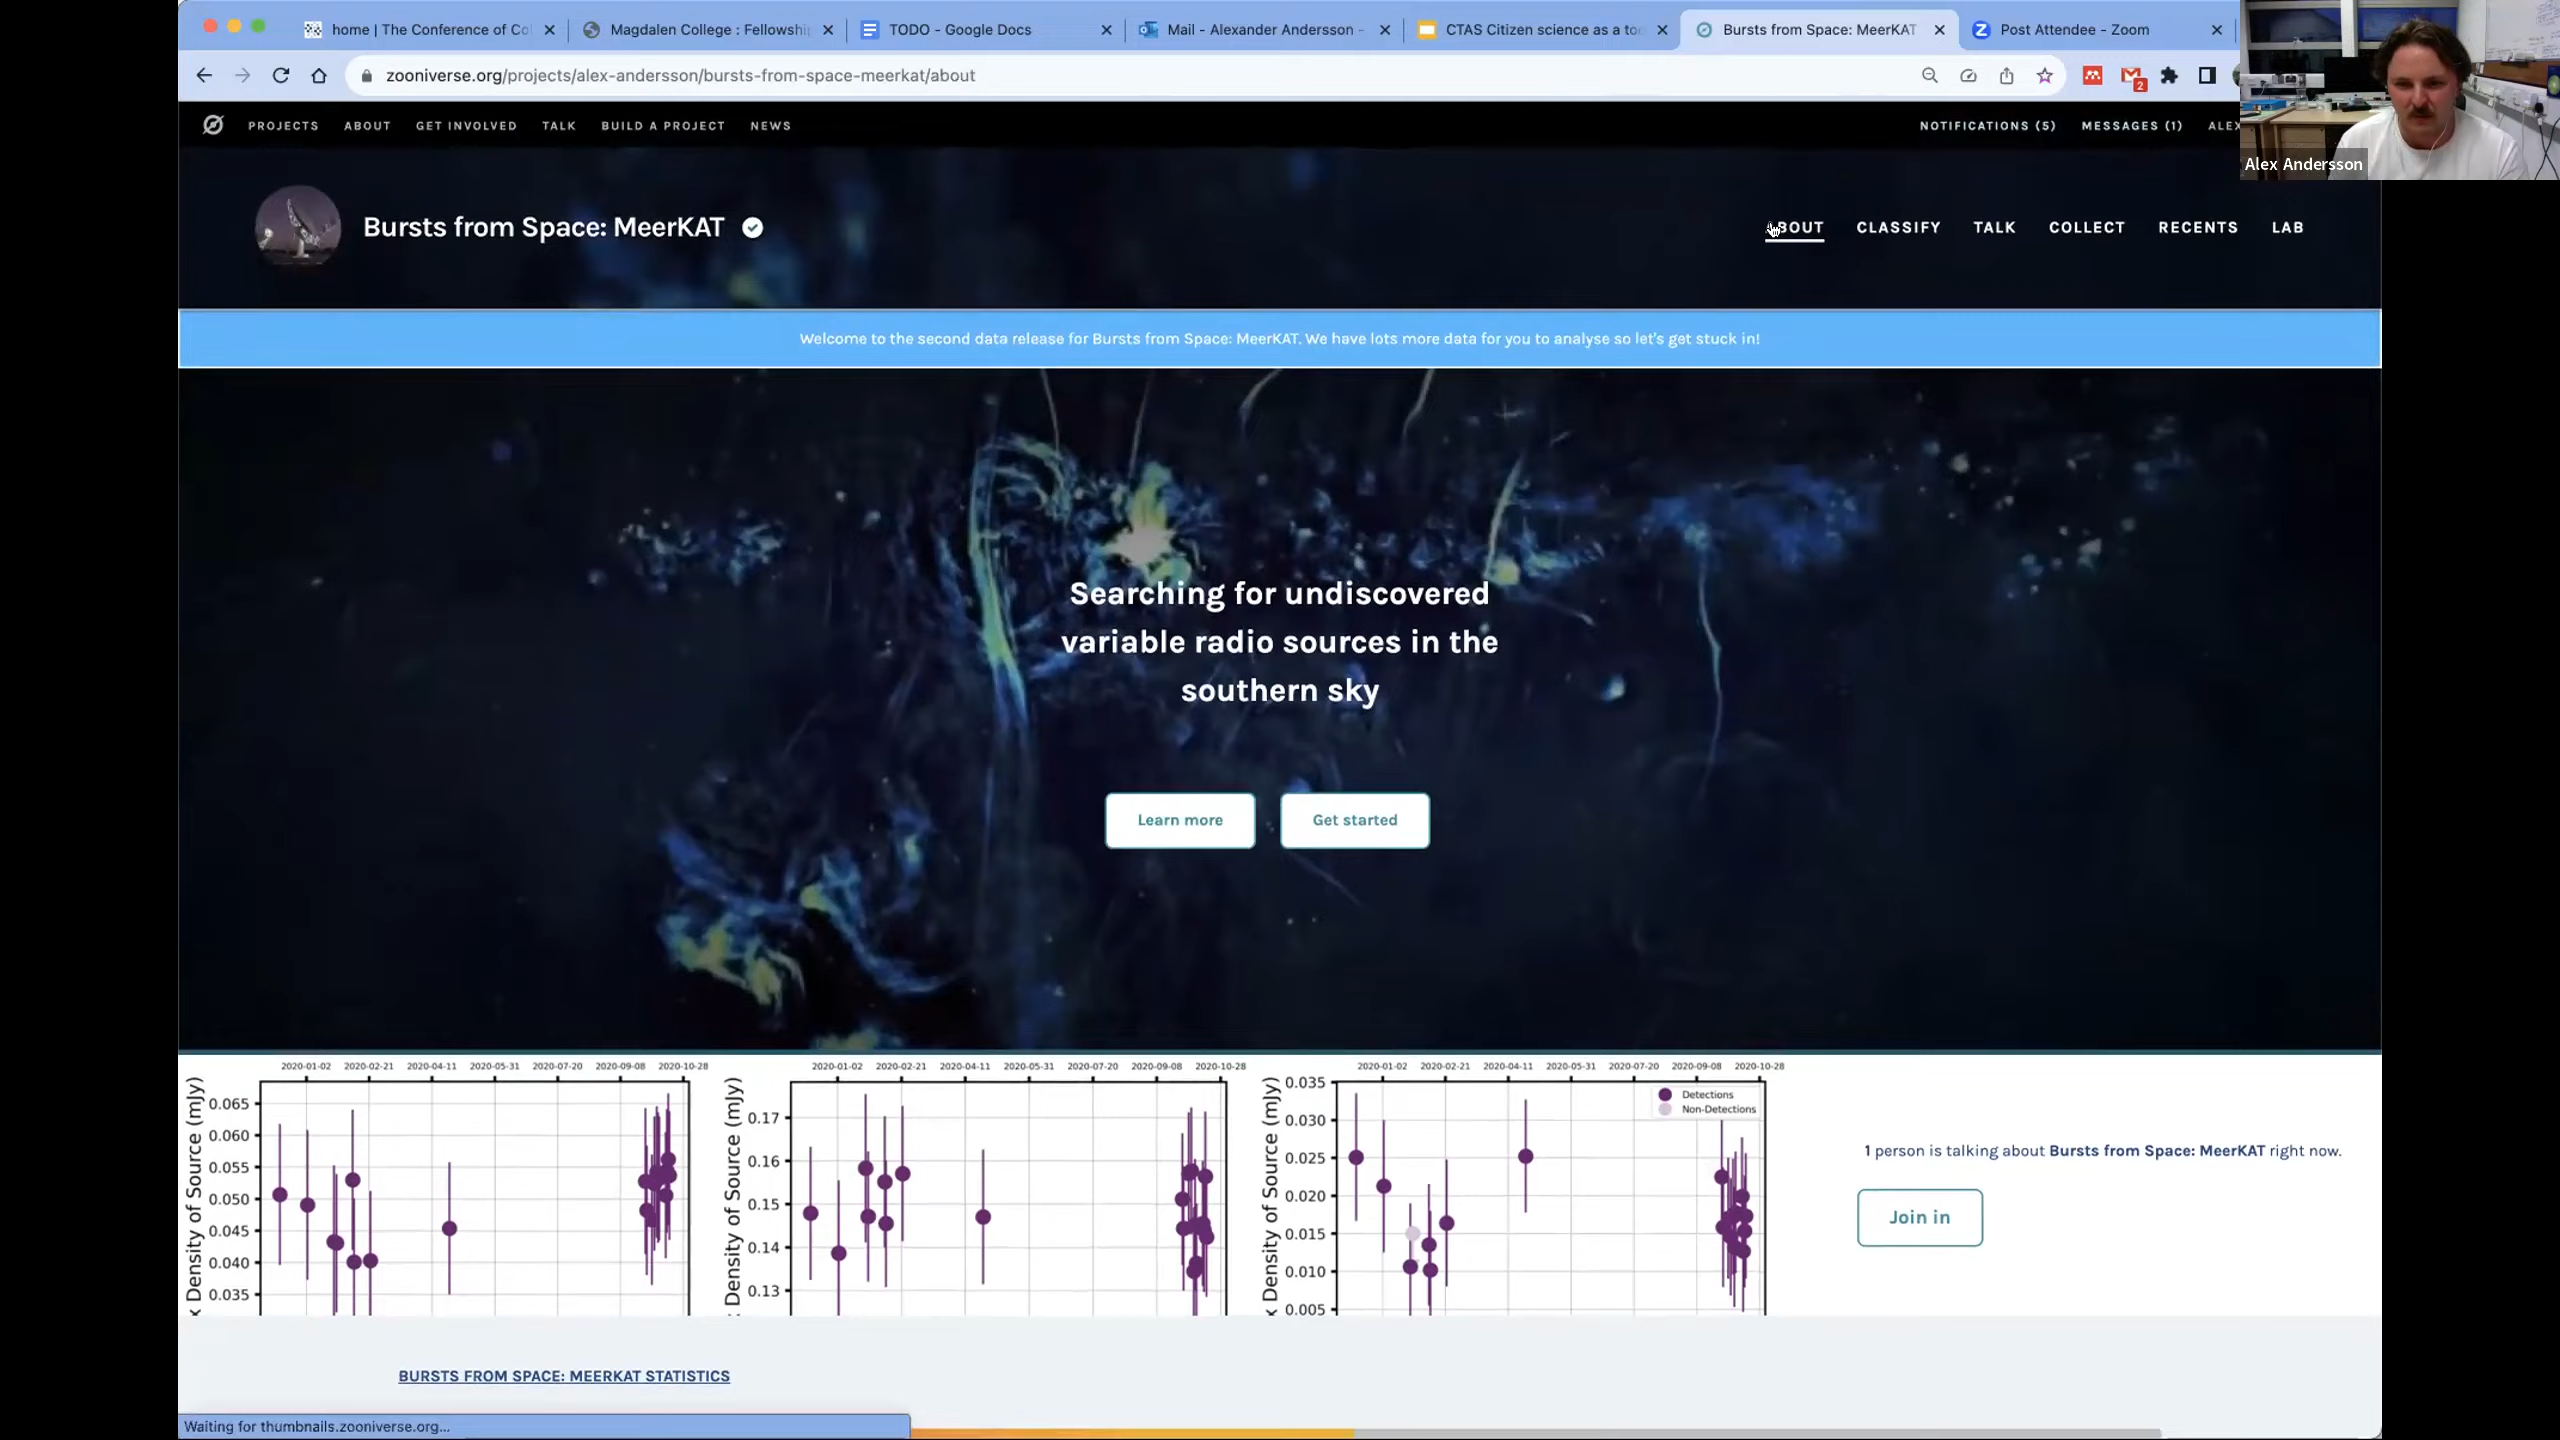 home | The Conference of Co
Magdalen College : Fellowshi
TODO - Google Docs
Mail - Alexander Andersson -
CTAS Citizen science as a too
Bursts from Space: MeerKAT
Post Attendee - Zoom
zooniverse.org/projects/alex-andersson/bursts-from-space-meerkat/about
2
PROJECTS ABOUT GET INVOLVED TALK BUILD A PROJECT NEWS
NOTIFICATIONS (5) MESSAGES (1) ALEX
Alex Andersson
Bursts from Space: MeerKAT
ABOUT CLASSIFY TALK COLLECT RECENTS LAB
Welcome to the second data release for Bursts from Space: MeerKAT. We have lots more data for you to analyse so let's get stuck in!
Searching for undiscovered
variable radio sources in the
southern sky
Learn more
Get started
2020-01-02 2020-02-21 2020-04-11 2020-05-31 2020-07-20 2020-09-08 2020-10-28
Density of Source (mJy)
0.065
0.060
0.055
0.050
0.045
0.040
0.035
2020-01-02 2020-02-21 2020-04-11 2020-05-31 2020-07-20 2020-09-08 2020-10-28
Density of Source (mJy)
0.17
0.16
0.15
0.14
0.13
2020-01-02 2020-02-21 2020-04-11 2020-05-31 2020-07-20 2020-09-08 2020-10-28
x Density of Source (mJy)
0.035
0.030
0.025
0.020
0.015
0.010
0.005
Detections
Non-Detections
1 person is talking about Bursts from Space: MeerKAT right now.
Join in
BURSTS FROM SPACE: MEERKAT STATISTICS
Waiting for thumbnails.zooniverse.org...